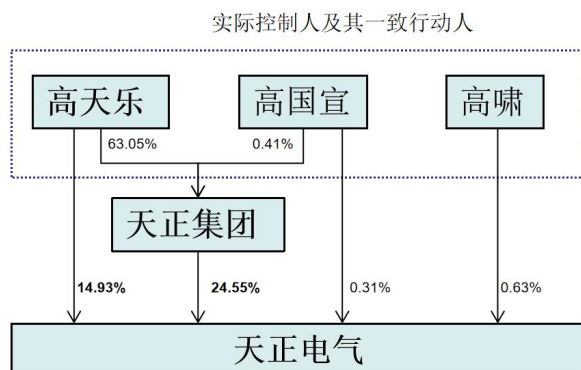 实际控制人及其一致行动人
高天乐 高国宣 高啸
63.05% 0.41%
天正集团
14.93% 24.55% 0.31% 0.63%
天正电气